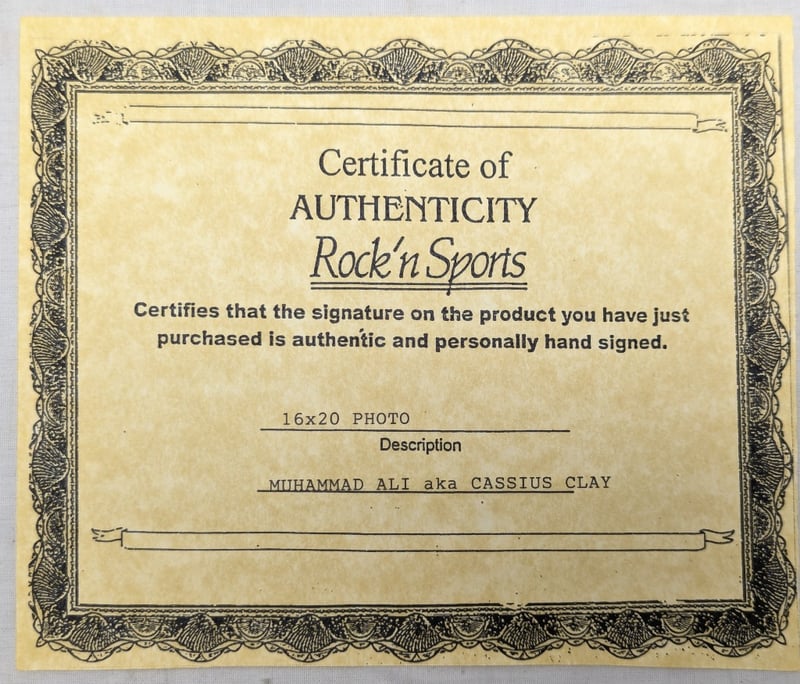 Certificate of
AUTHENTICITY
Rock'n Sports
Certifies that the signature on the product you have just
purchased is authentic and personally hand signed.
16x20 PHOTO
Description
MUHAMMAD ALI aka CASSIUS CLAY